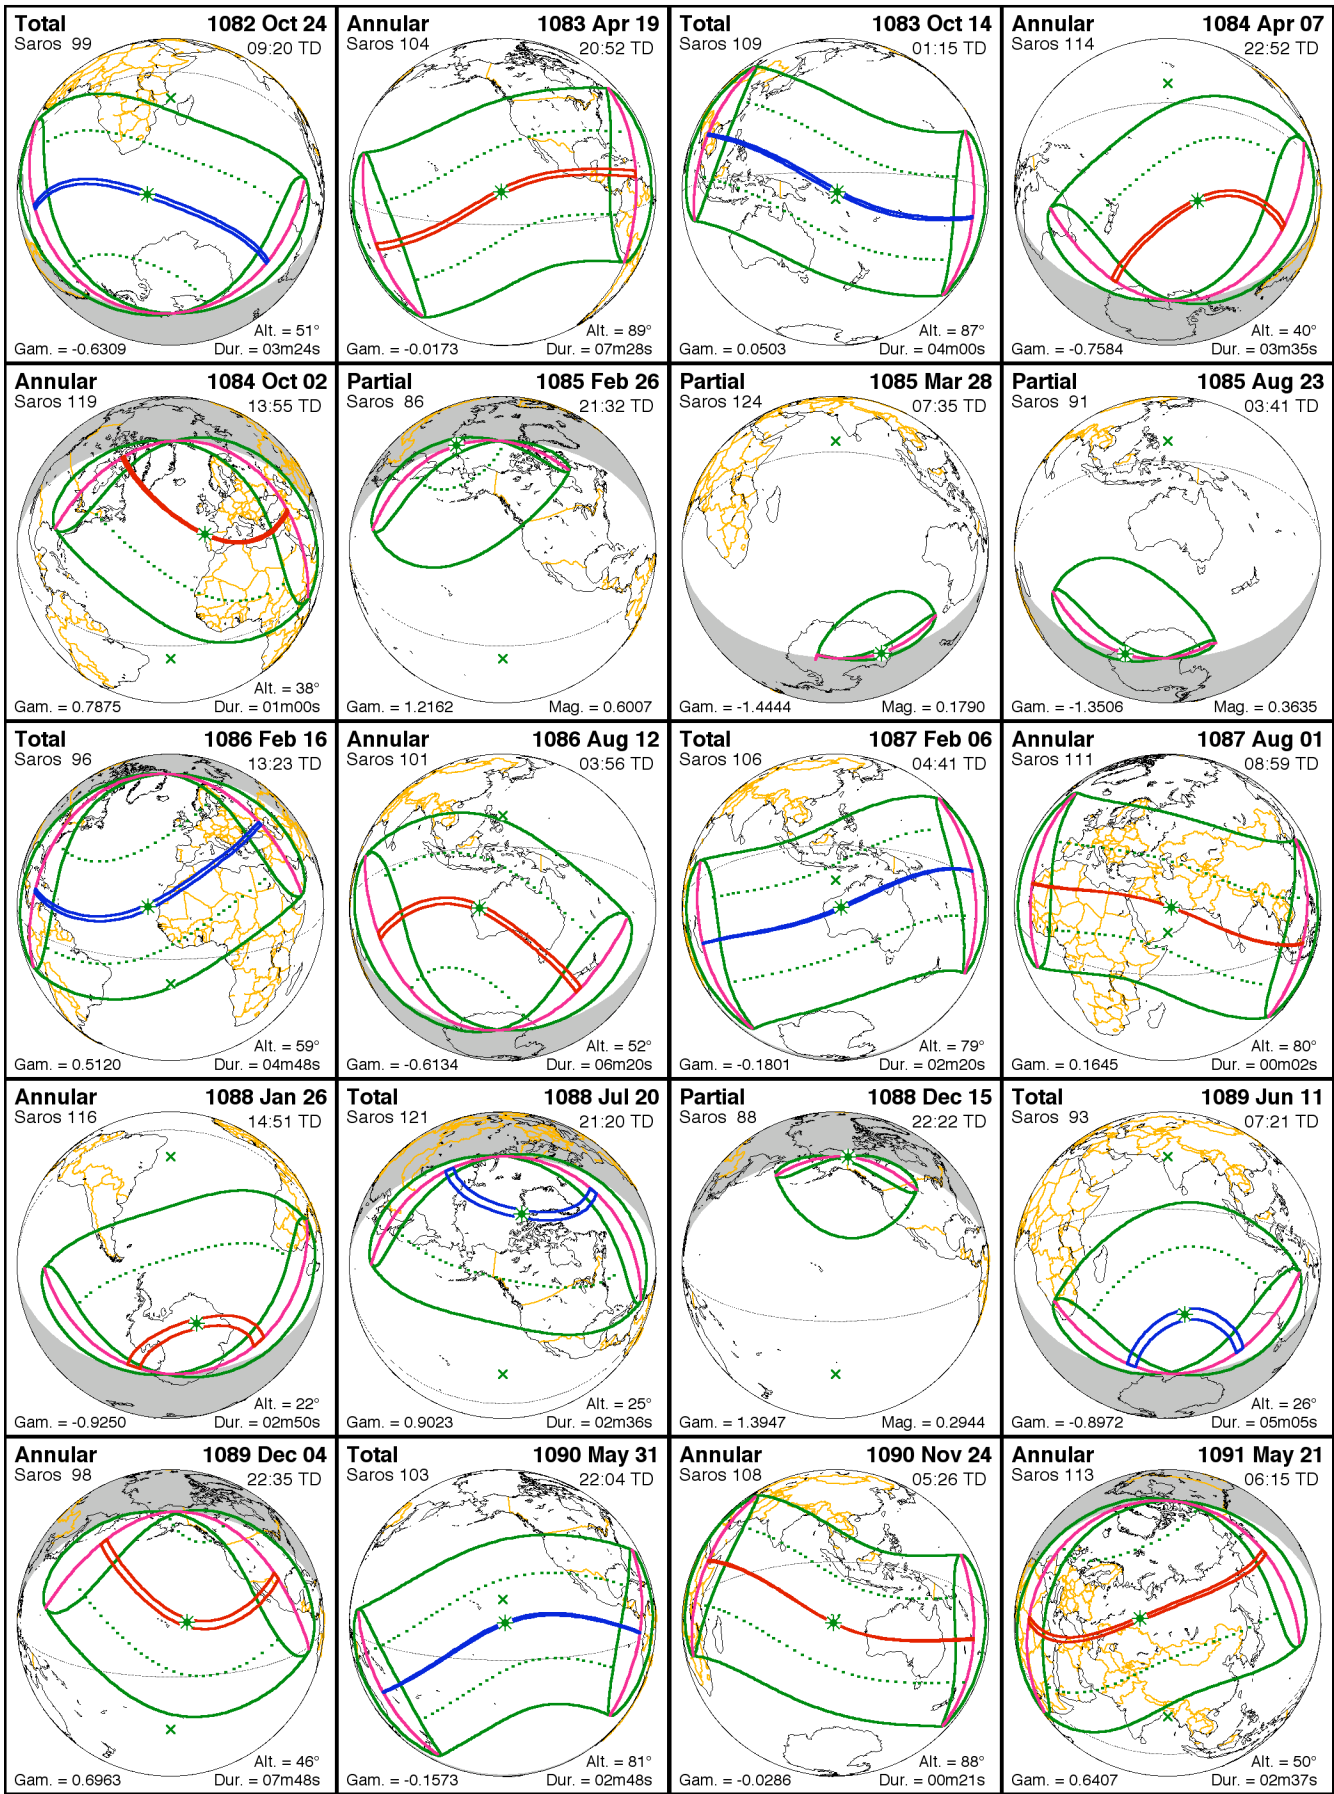 Total 1082 Oct 24
Saros 99 09:20 TD
Alt. = 51°
Gam. = -0.6309 Dur. = 03m24s
Annular 1083 Apr 19
Saros 104 20:52 TD
Alt. = 89°
Gam. = -0.0173 Dur. = 07m28s
Total 1083 Oct 14
Saros 109 01:15 TD
Alt. = 87°
Gam. = 0.0503 Dur. = 04m00s
Annular 1084 Apr 07
Saros 114 22:52 TD
Alt. = 40°
Gam. = -0.7584 Dur. = 03m35s
Annular 1084 Oct 02
Saros 119 13:55 TD
Alt. = 38°
Gam. = 0.7875 Dur. = 01m00s
Partial 1085 Feb 26
Saros 86 21:32 TD
Gam. = 1.2162 Mag. = 0.6007
Partial 1085 Mar 28
Saros 124 07:35 TD
Gam. = -1.4444 Mag. = 0.1790
Partial 1085 Aug 23
Saros 91 03:41 TD
Gam. = -1.3506 Mag. = 0.3635
Total 1086 Feb 16
Saros 96 13:23 TD
Alt. = 59°
Gam. = 0.5120 Dur. = 04m48s
Annular 1086 Aug 12
Saros 101 03:56 TD
Alt. = 52°
Gam. = -0.6134 Dur. = 06m20s
Total 1087 Feb 06
Saros 106 04:41 TD
Alt. = 79°
Gam. = -0.1801 Dur. = 02m20s
Annular 1087 Aug 01
Saros 111 08:59 TD
Alt. = 80°
Gam. = 0.1645 Dur. = 00m02s
Annular 1088 Jan 26
Saros 116 14:51 TD
Alt. = 22°
Gam. = -0.9250 Dur. = 02m50s
Total 1088 Jul 20
Saros 121 21:20 TD
Alt. = 25°
Gam. = 0.9023 Dur. = 02m36s
Partial 1088 Dec 15
Saros 88 22:22 TD
Gam. = 1.3947 Mag. = 0.2944
Total 1089 Jun 11
Saros 93 07:21 TD
Alt. = 26°
Gam. = -0.8972 Dur. = 05m05s
Annular 1089 Dec 04
Saros 98 22:35 TD
Alt. = 46°
Gam. = 0.6963 Dur. = 07m48s
Total 1090 May 31
Saros 103 22:04 TD
Alt. = 81°
Gam. = -0.1573 Dur. = 02m48s
Annular 1090 Nov 24
Saros 108 05:26 TD
Alt. = 88°
Gam. = -0.0286 Dur. = 00m21s
Annular 1091 May 21
Saros 113 06:15 TD
Alt. = 50°
Gam. = 0.6407 Dur. = 02m37s